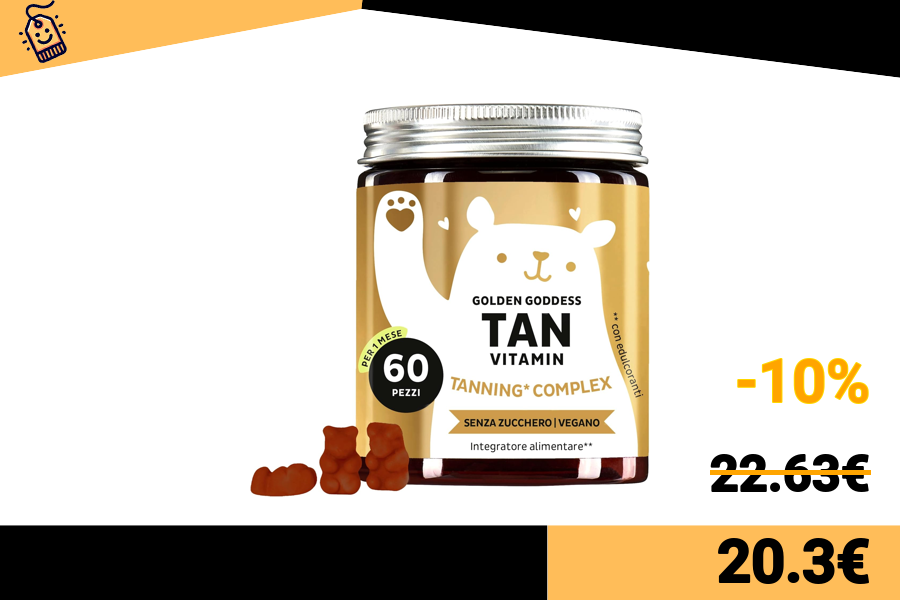 GOLDEN GODDESS
TAN
VITAMIN
TANNING* COMPLEX
SENZA ZUCCHERO | VEGANO
Integratore alimentare**
** con edulcoranti
PER 1 MESE
60
PEZZI
-10%
22.63€
20.3€